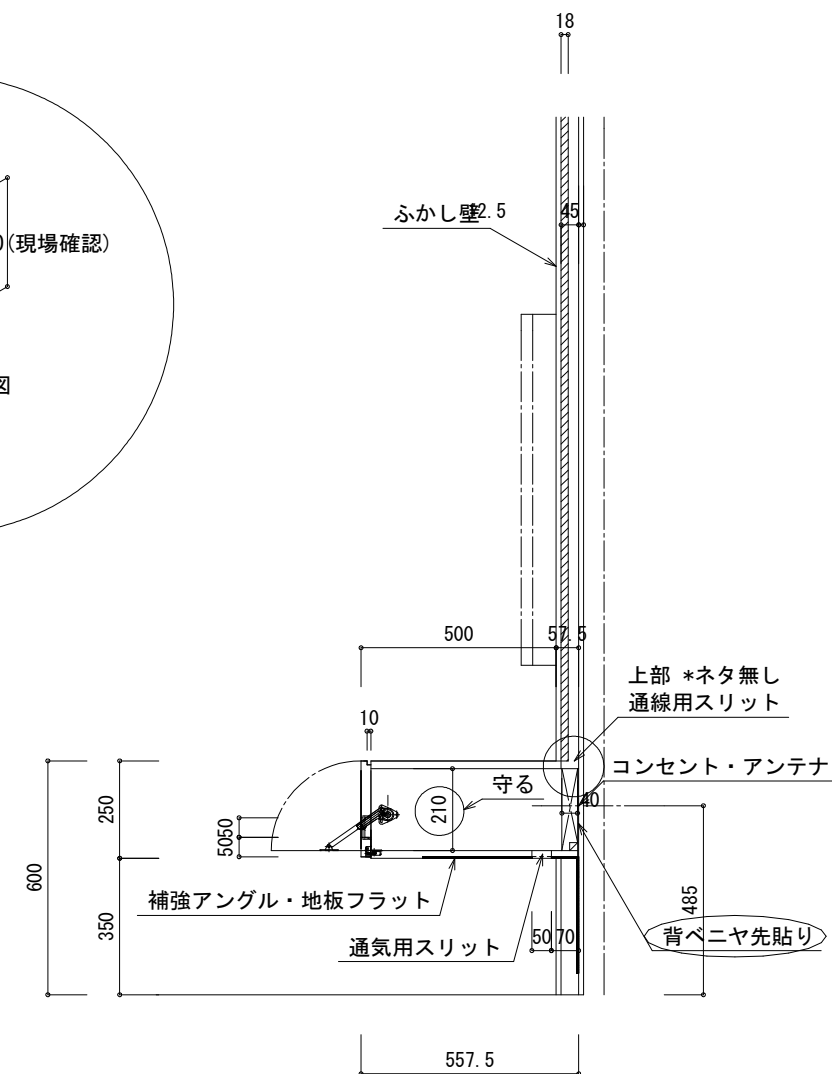 18
ふかし壁
2.5
45
(現場確認)
図
500
57.5
上部 *ネタ無し
通線用スリット
10
コンセント・アンテナ
守る
40
250
210
5050
600
485
補強アングル・地板フラット
350
50
70
背ベニヤ先貼り
通気用スリット
557.5